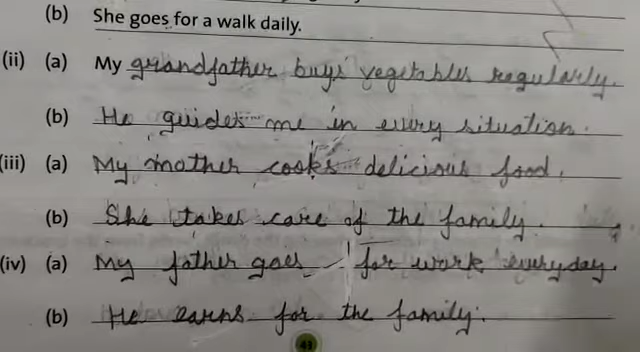 (b) She goes for a walk daily.
(ii) (a) My grandfather buys vegetables regularly.
(b) He guides me in every situation.
(iii) (a) My mother cooks delicious food.
(b) She takes care of the family.
(iv) (a) My father goes for work everyday.
(b) He earns for the family.
41